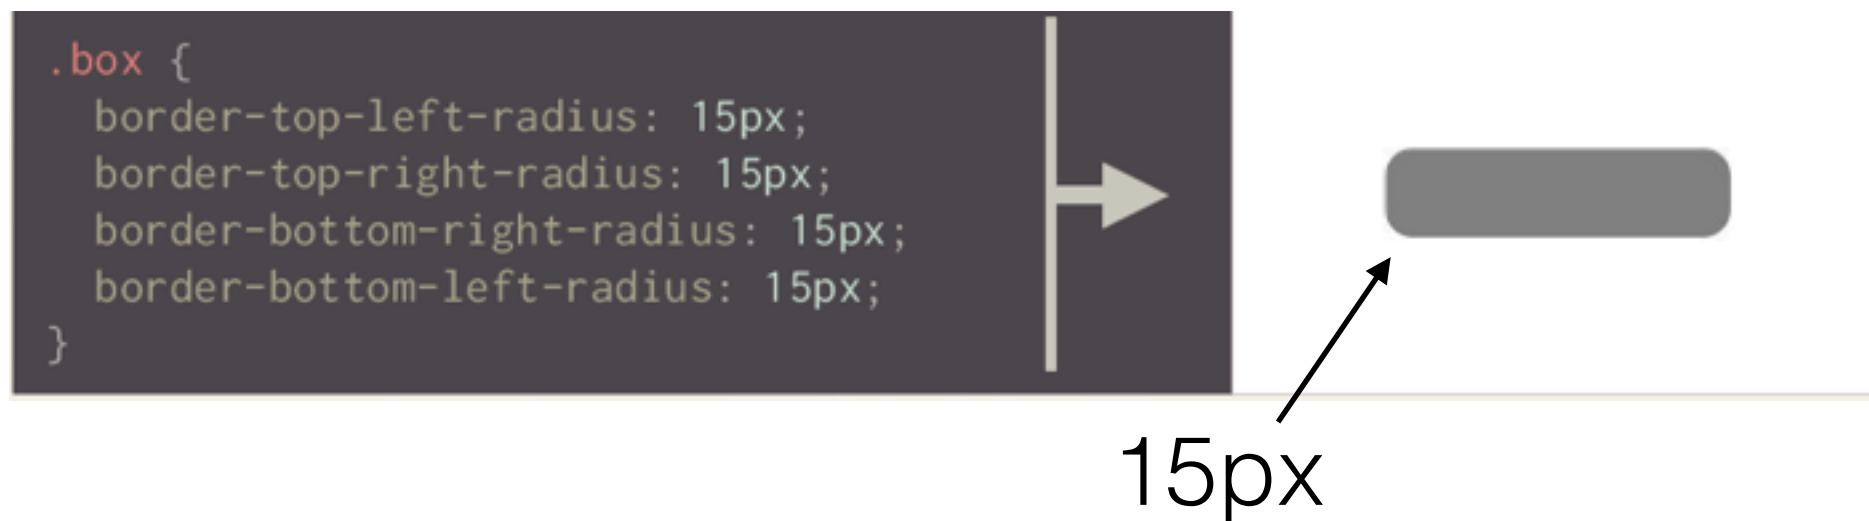 .box {
border-top-left-radius: 15px;
border-top-right-radius: 15px;
border-bottom-right-radius: 15px;
border-bottom-left-radius: 15px;
}
15px